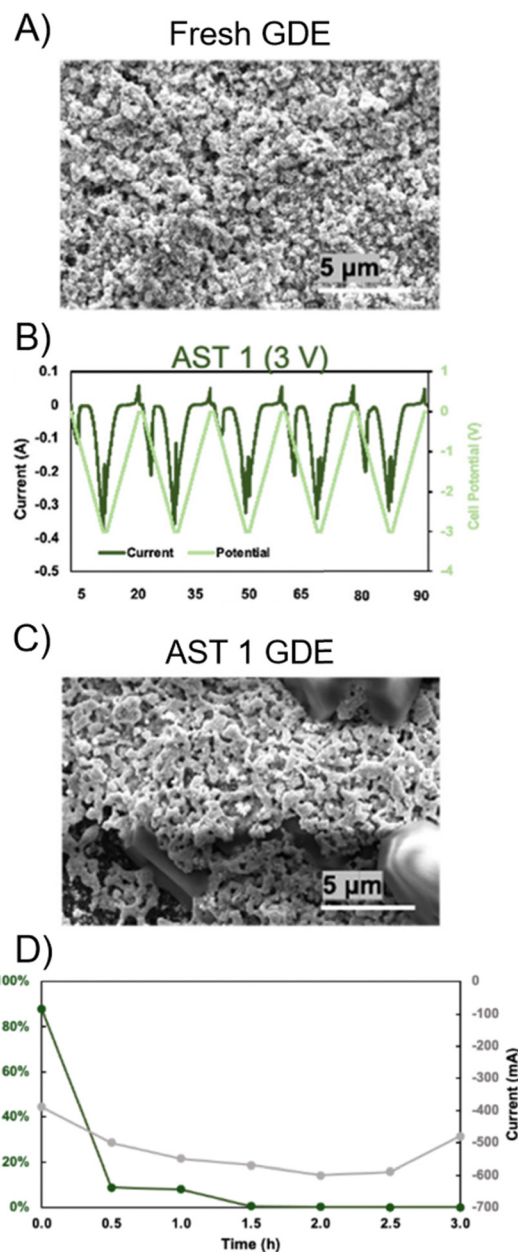 A)
Fresh GDE
5 µm
B)
AST 1 (3 V)
0.1
0
-0.1
-0.2
-0.3
-0.4
-0.5
Current (A)
1
0
-1
-2
-3
-4
Cell Potential (V)
Current
Potential
5 20 35 50 65 80 90
C)
AST 1 GDE
5 µm
D)
80%
60%
40%
20%
0%
0
-100
-200
-300
-400
-500
-600
-700
Current (mA)
0.0 0.5 1.0 1.5 2.0 2.5 3.0
Time (h)